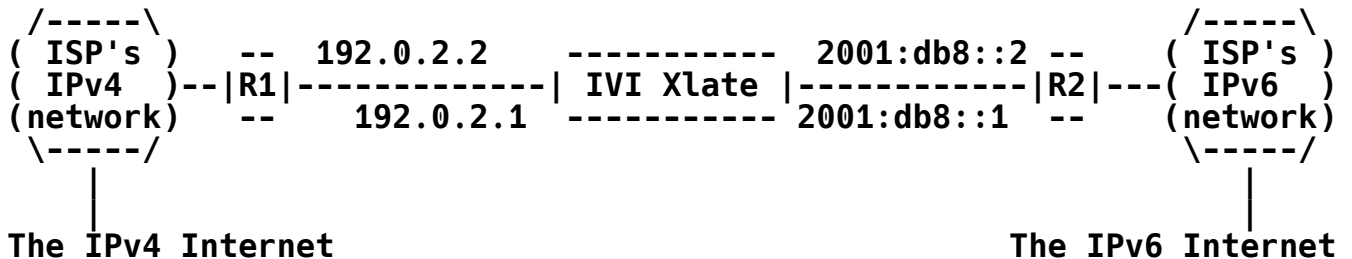 /-----\                                                            /-----\
( ISP's )   --  192.0.2.2     -----------  2001:db8::2 --    ( ISP's )
( IPv4  )--|R1|-------------| IVI Xlate |------------|R2|---( IPv6  )
(network)   --    192.0.2.1  ----------- 2001:db8::1  --    (network)
 \-----/                                                            \-----/
    |                                                                  |
    |                                                                  |
The IPv4 Internet                                    The IPv6 Internet